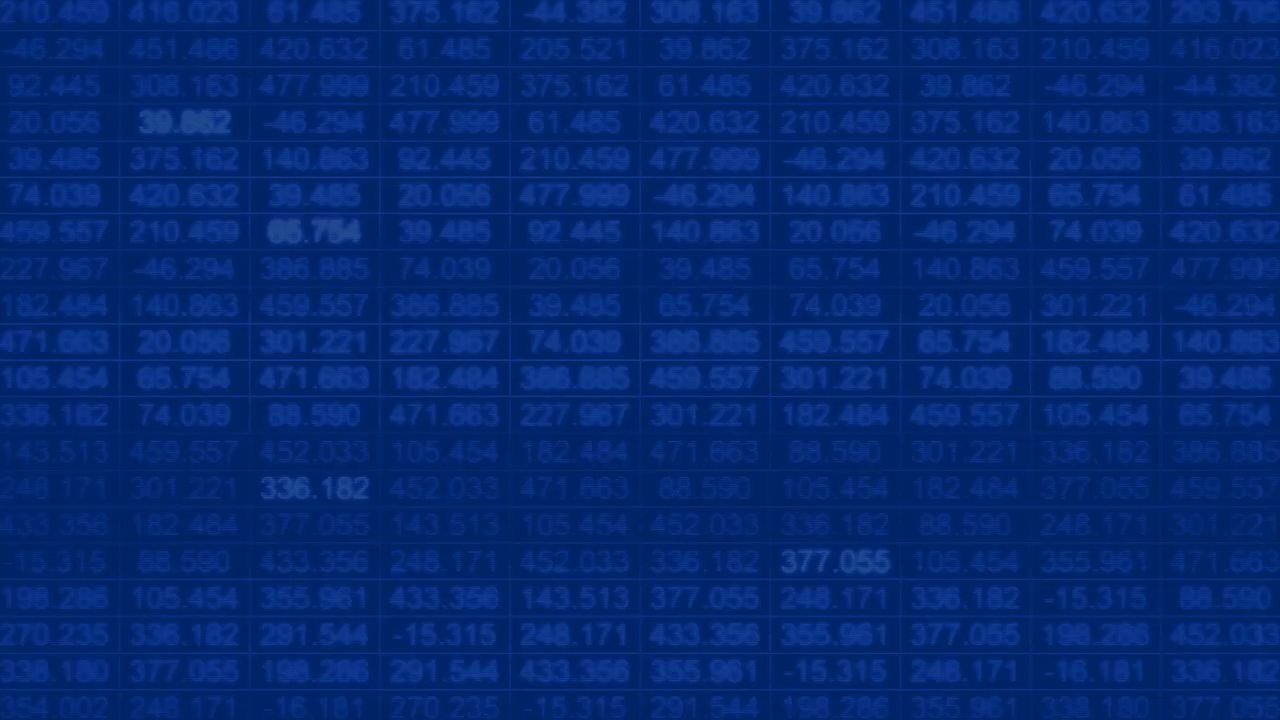 210.459 416.023 61.485 375.162 -44.382 308.163 39.862 451.486 420.632
-46.294 451.486 420.632 61.485 205.521 39.862 375.162 308.163 210.459 416.023
92.445 308.163 477.999 210.459 375.162 61.485 420.632 39.862 -46.294 -44.382
20.056 39.862 -46.294 477.999 61.485 420.632 210.459 375.162 140.863 308.163
39.485 375.162 140.863 92.445 210.459 477.999 -46.294 420.632 20.056 39.862
74.039 420.632 39.485 20.056 477.999 -46.294 140.863 210.459 65.754 61.485
459.557 210.459 65.754 39.485 92.445 140.863 20.056 -46.294 74.039 420.632
227.967 -46.294 386.885 74.039 20.056 39.485 65.754 140.863 459.557 477.999
182.484 140.863 459.557 386.885 39.485 65.754 74.039 20.056 301.221 -46.294
471.663 20.056 301.221 227.967 74.039 386.885 459.557 65.754 182.484 140.863
105.454 65.754 471.663 182.484 386.885 459.557 301.221 74.039 88.590 39.485
336.182 74.039 88.590 471.663 227.967 301.221 182.484 459.557 105.454 65.754
143.513 459.557 452.033 105.454 182.484 471.663 88.590 301.221 336.182 386.885
248.171 301.221 336.182 452.033 471.663 88.590 105.454 182.484 377.055 459.557
433.356 182.484 377.055 143.513 105.454 452.033 336.182 88.590 248.171 301.221
-15.315 88.590 433.356 248.171 452.033 336.182 377.055 105.454 355.961 471.663
198.286 105.454 355.961 433.356 143.513 377.055 248.171 336.182 -15.315 88.590
270.235 336.182 291.544 -15.315 248.171 433.356 355.961 377.055 198.286 452.033
338.180 377.055 198.286 291.544 433.356 355.961 -15.315 248.171 -16.181 336.182
354.002 248.171 -16.181 270.235 -15.315 291.544 433.356 338.180 377.055